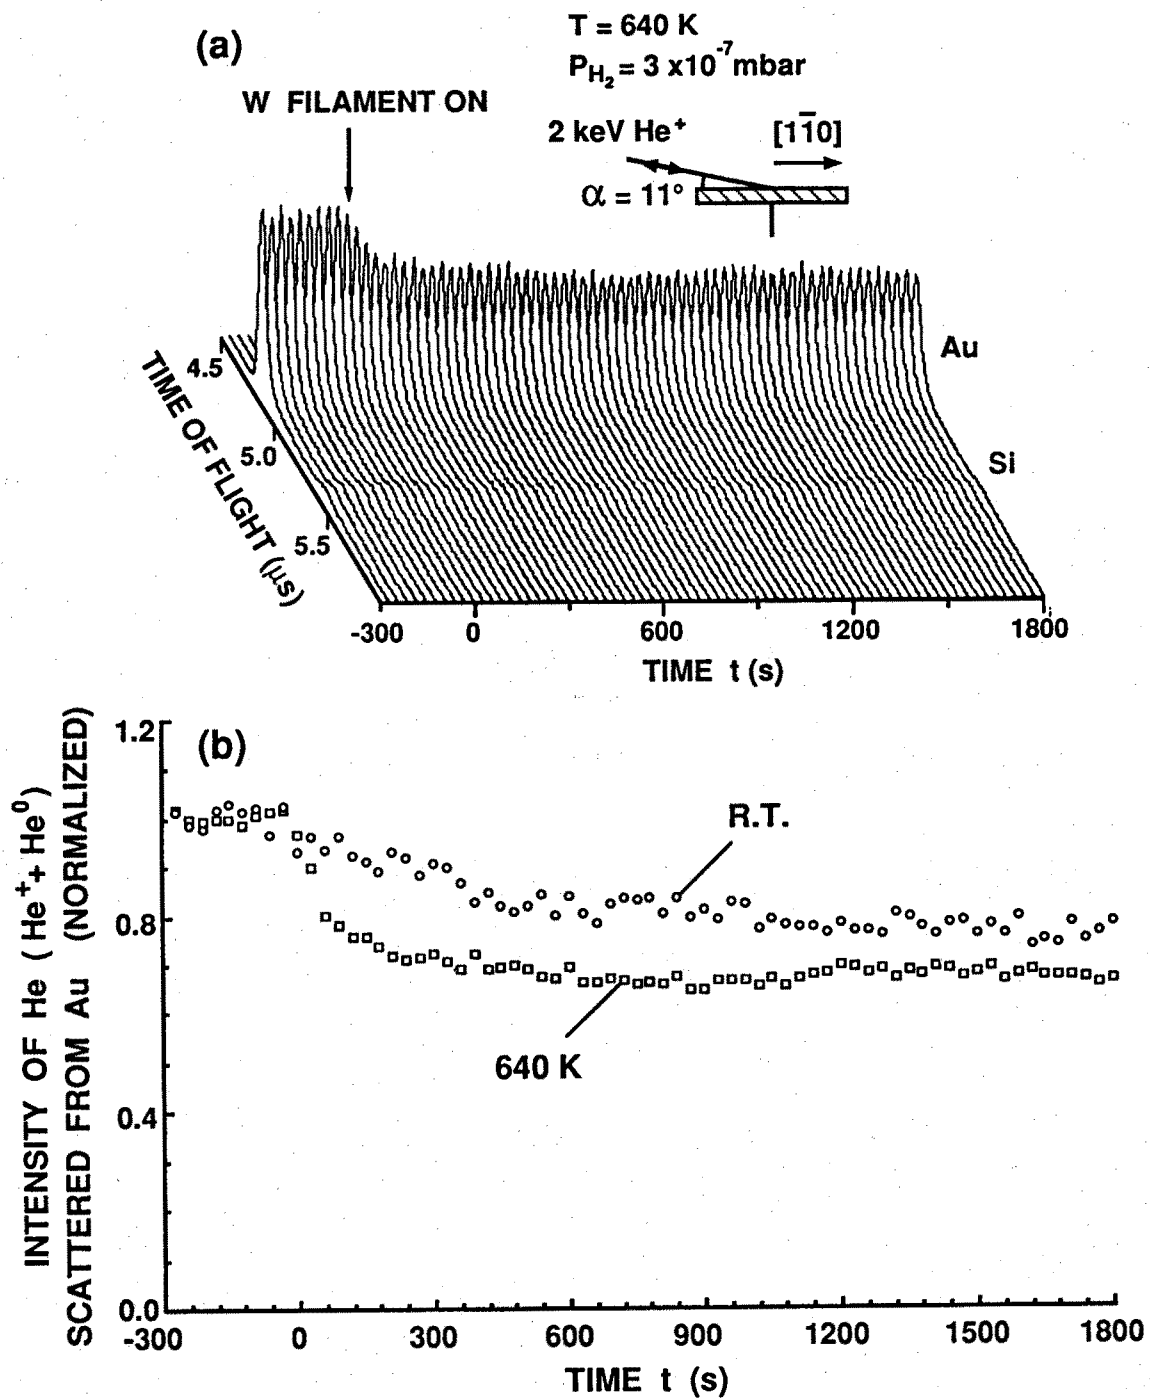 (a)
T = 640 K
P_H₂ = 3 x10⁻⁷ mbar
W FILAMENT ON
2 keV He⁺
[11̄0]
α = 11°
Au
Si
4.5
5.0
5.5
TIME OF FLIGHT (μs)
-300 0 600 1200 1800
TIME t (s)
(b)
INTENSITY OF He (He⁺+ He⁰)
SCATTERED FROM Au (NORMALIZED)
1.2
0.8
0.4
0.0
R.T.
640 K
-300 0 300 600 900 1200 1500 1800
TIME t (s)